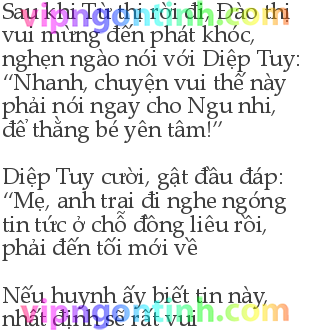 Sau khi Từ thị rời đi, Đào thị
vui mừng đến phát khóc,
nghẹn ngào nói với Diệp Tuy:
“Nhanh, chuyện vui thế này
phải nói ngay cho Ngu nhi,
để thằng bé yên tâm!”
Diệp Tuy cười, gật đầu đáp:
“Mẹ, anh trai đi nghe ngóng
tin tức ở chỗ đồng liêu rồi,
phải đến tối mới về
Nếu huynh ấy biết tin này,
nhất định sẽ rất vui
vipngontinh.com
vipngontinh.com